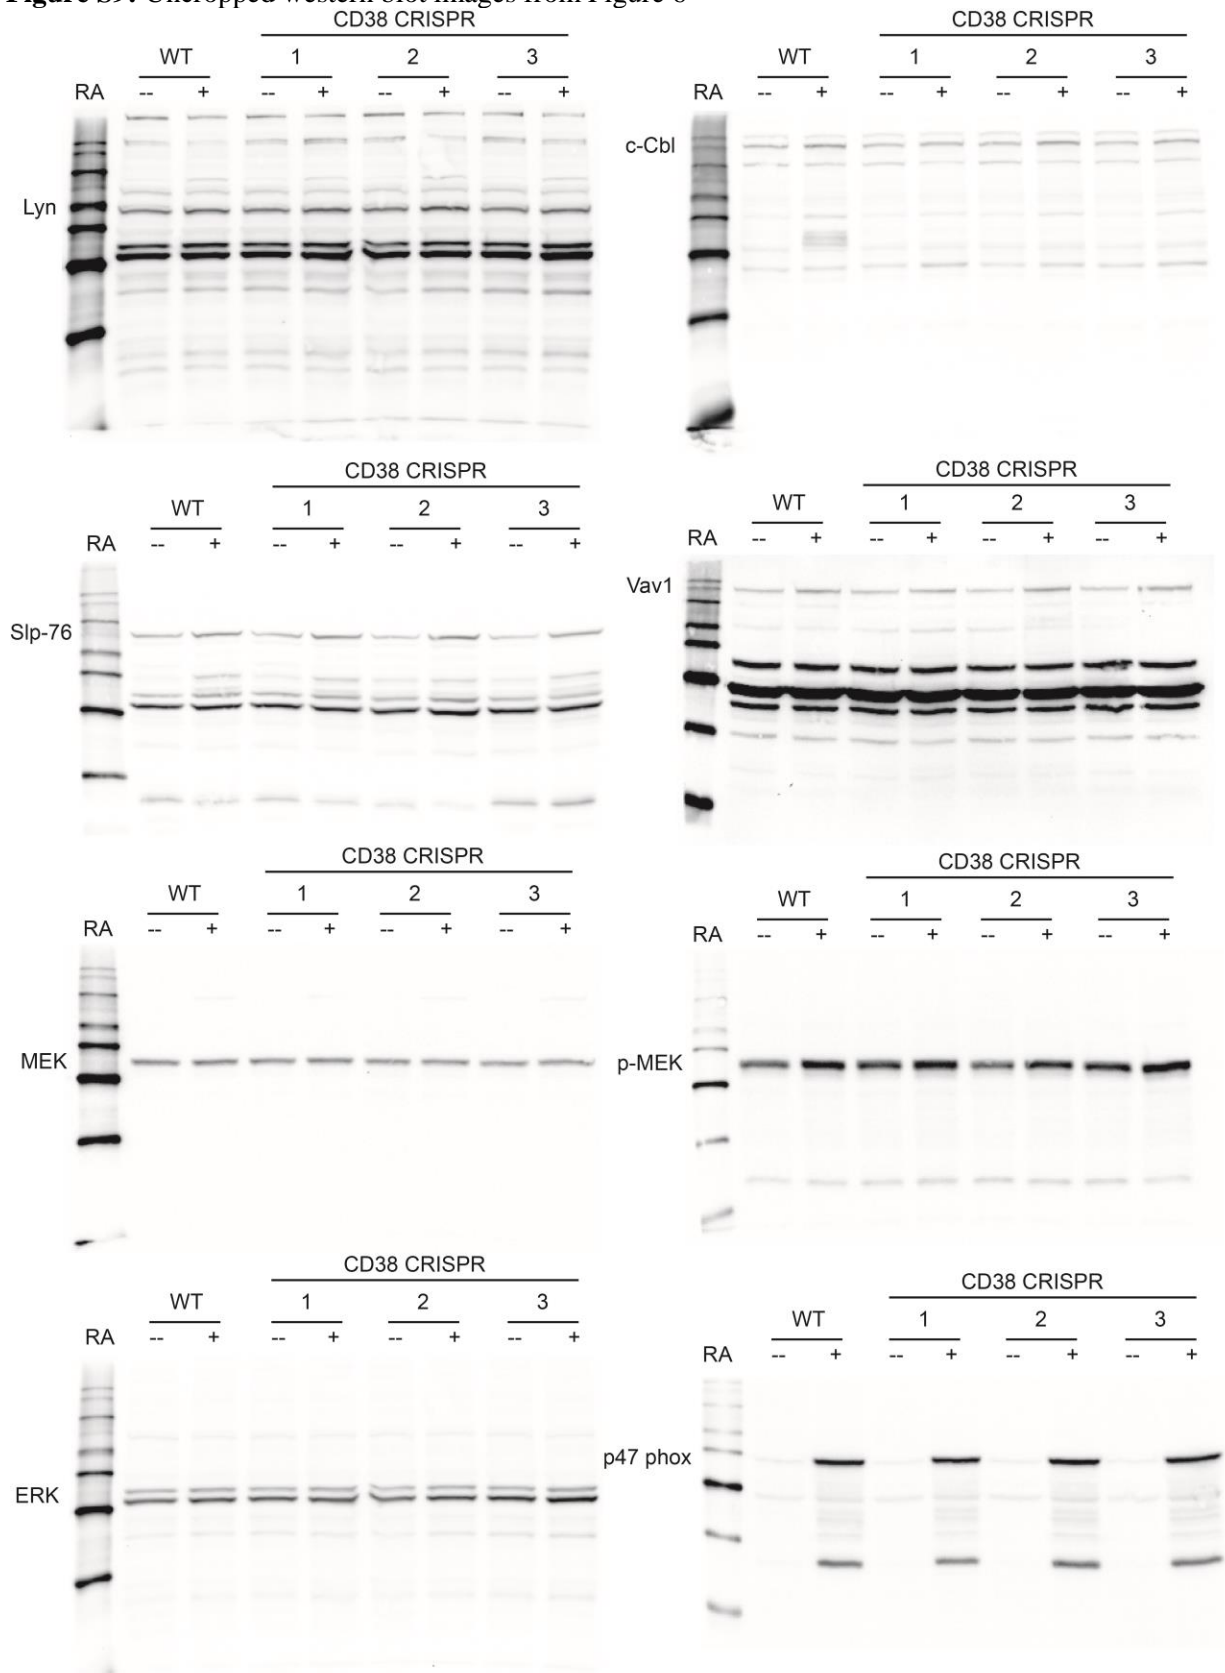 Figure S9. Uncropped western blot images from Figure 6
CD38 CRISPR
WT 1 2 3
RA -- + -- + -- + -- +
Lyn
CD38 CRISPR
WT 1 2 3
RA -- + -- + -- + -- +
c-Cbl
CD38 CRISPR
WT 1 2 3
RA -- + -- + -- + -- +
Slp-76
CD38 CRISPR
WT 1 2 3
RA -- + -- + -- + -- +
Vav1
CD38 CRISPR
WT 1 2 3
RA -- + -- + -- + -- +
MEK
CD38 CRISPR
WT 1 2 3
RA -- + -- + -- + -- +
p-MEK
CD38 CRISPR
WT 1 2 3
RA -- + -- + -- + -- +
ERK
CD38 CRISPR
WT 1 2 3
RA -- + -- + -- + -- +
p47 phox